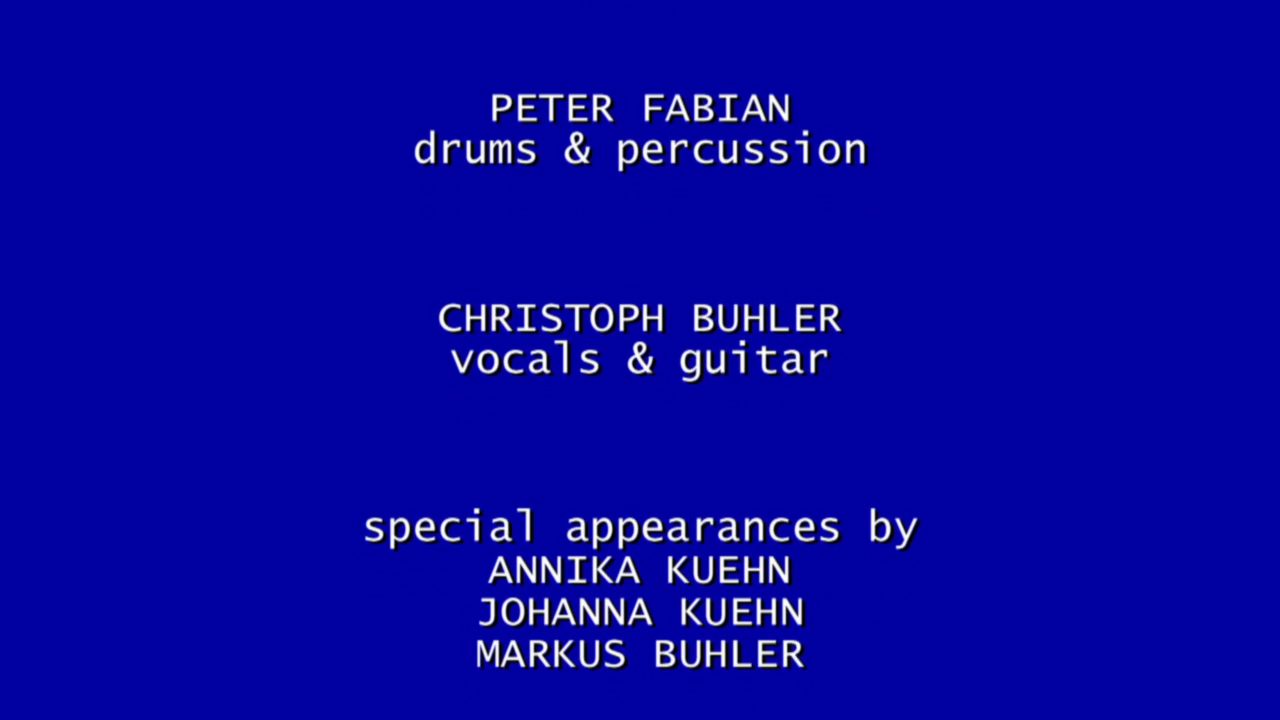 PETER FABIAN
drums & percussion
CHRISTOPH BUHLER
vocals & guitar
special appearances by
ANNIKA KUEHN
JOHANNA KUEHN
MARKUS BUHLER